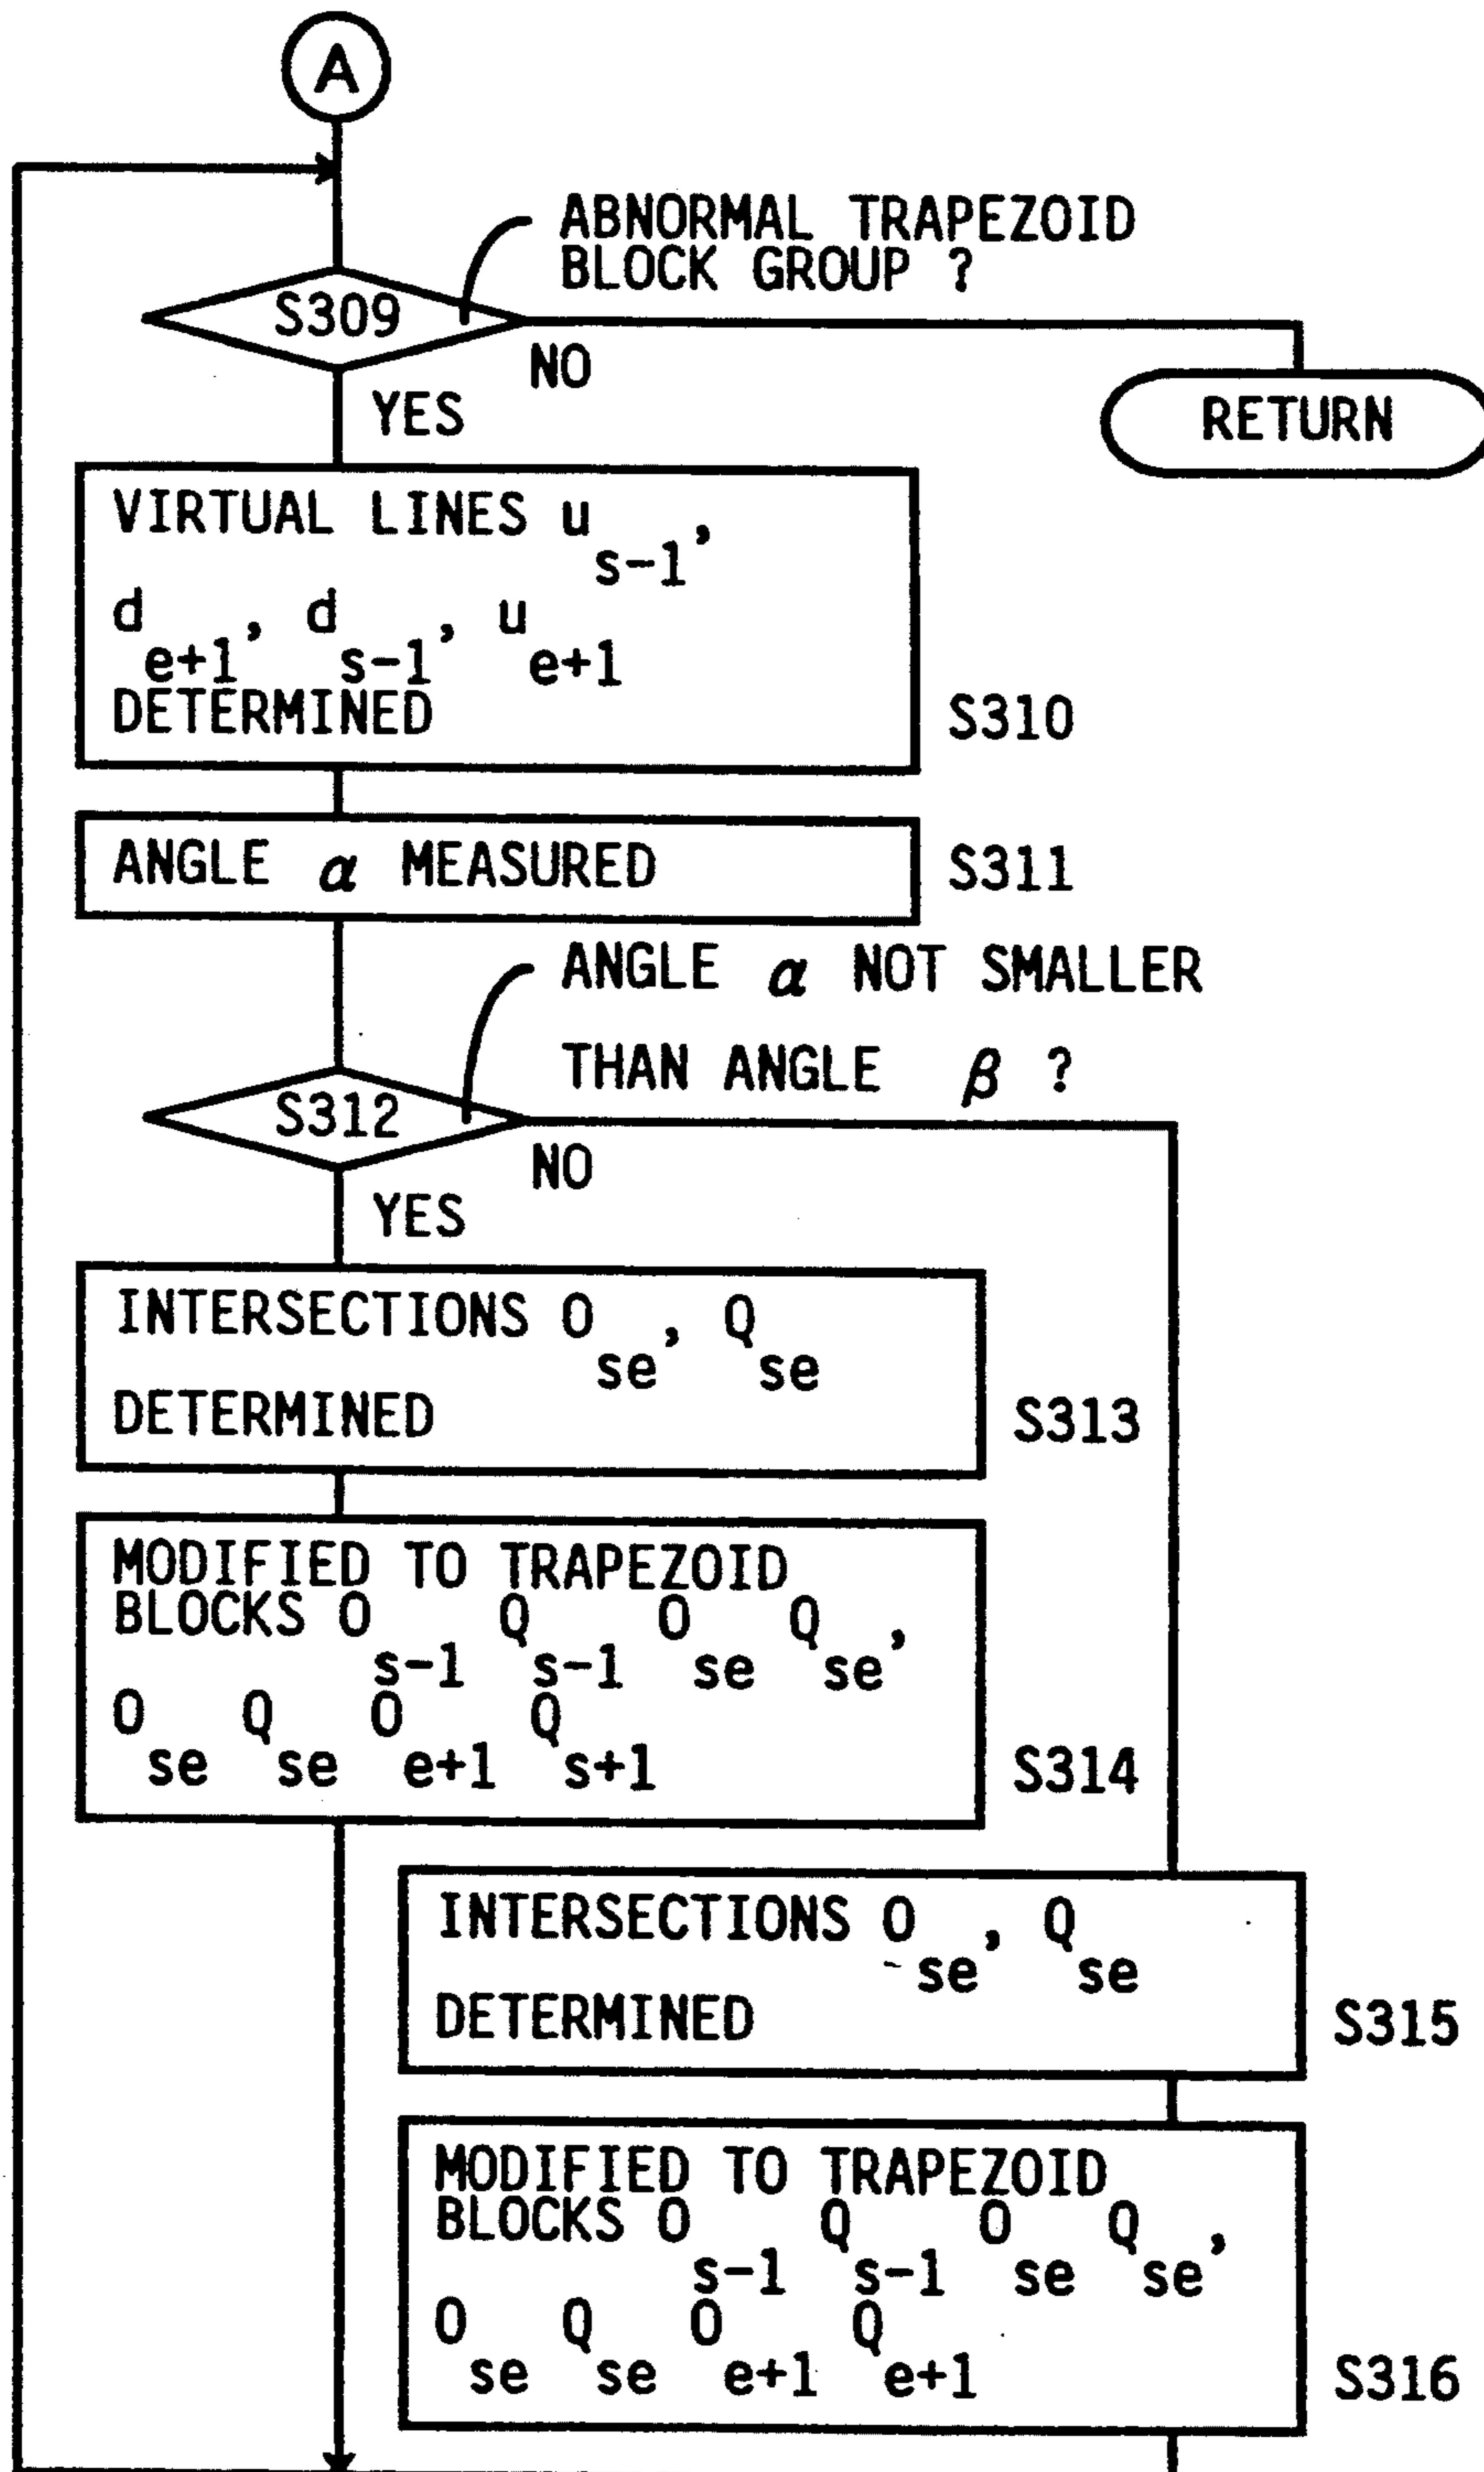 A
ABNORMAL TRAPEZOID
BLOCK GROUP ?
S309
NO
YES
RETURN
VIRTUAL LINES u s-1,
d e+1, d s-1, u e+1
DETERMINED
S310
ANGLE α MEASURED
S311
ANGLE α NOT SMALLER
THAN ANGLE β ?
S312
NO
YES
INTERSECTIONS O se, Q se
DETERMINED
S313
MODIFIED TO TRAPEZOID
BLOCKS O s-1 Q s-1 O se Q se,
O se Q se O e+1 Q s+1
S314
INTERSECTIONS O se, Q se
DETERMINED
S315
MODIFIED TO TRAPEZOID
BLOCKS O s-1 Q s-1 O se Q se,
O se Q se O e+1 Q e+1
S316